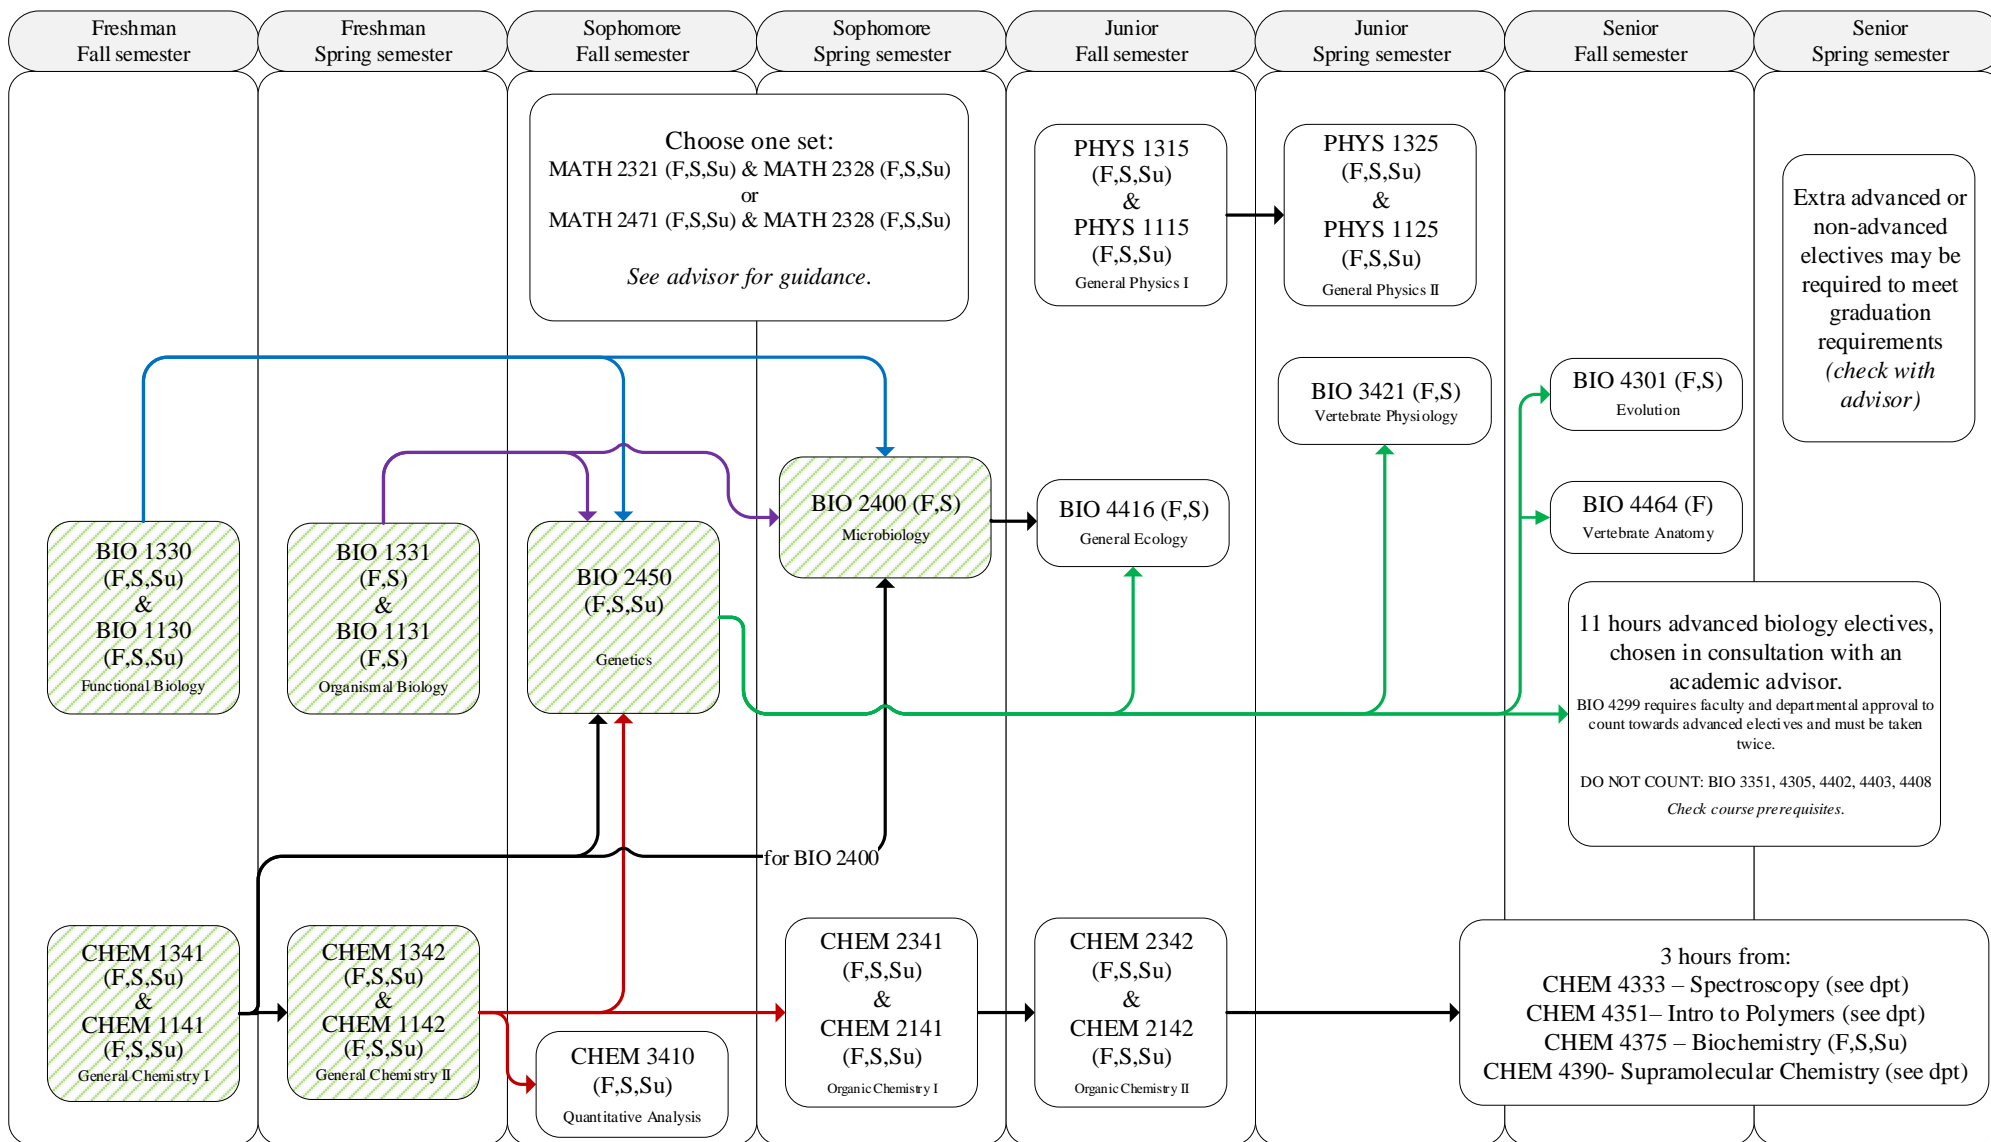 Freshman
Fall semester
Freshman
Spring semester
Sophomore
Fall semester
Sophomore
Spring semester
Junior
Fall semester
Junior
Spring semester
Senior
Fall semester
Senior
Spring semester
Choose one set:
MATH 2321 (F,S,Su) & MATH 2328 (F,S,Su)
or
MATH 2471 (F,S,Su) & MATH 2328 (F,S,Su)
See advisor for guidance.
PHYS 1315
(F,S,Su)
&
PHYS 1115
(F,S,Su)
General Physics I
PHYS 1325
(F,S,Su)
&
PHYS 1125
(F,S,Su)
General Physics II
Extra advanced or
non-advanced
electives may be
required to meet
graduation
requirements
(check with
advisor)
BIO 3421 (F,S)
Vertebrate Physiology
BIO 4301 (F,S)
Evolution
BIO 1330
(F,S,Su)
&
BIO 1130
(F,S,Su)
Functional Biology
BIO 1331
(F,S)
&
BIO 1131
(F,S)
Organismal Biology
BIO 2450
(F,S,Su)
Genetics
BIO 2400 (F,S)
Microbiology
BIO 4416 (F,S)
General Ecology
BIO 4464 (F)
Vertebrate Anatomy
11 hours advanced biology electives,
chosen in consultation with an
academic advisor.
BIO 4299 requires faculty and departmental approval to
count towards advanced electives and must be taken
twice.
DO NOT COUNT: BIO 3351, 4305, 4402, 4403, 4408
Check course prerequisites.
for BIO 2400
CHEM 1341
(F,S,Su)
&
CHEM 1141
(F,S,Su)
General Chemistry I
CHEM 1342
(F,S,Su)
&
CHEM 1142
(F,S,Su)
General Chemistry II
CHEM 3410
(F,S,Su)
Quantitative Analysis
CHEM 2341
(F,S,Su)
&
CHEM 2141
(F,S,Su)
Organic Chemistry I
CHEM 2342
(F,S,Su)
&
CHEM 2142
(F,S,Su)
Organic Chemistry II
3 hours from:
CHEM 4333 – Spectroscopy (see dpt)
CHEM 4351– Intro to Polymers (see dpt)
CHEM 4375 – Biochemistry (F,S,Su)
CHEM 4390- Supramolecular Chemistry (see dpt)